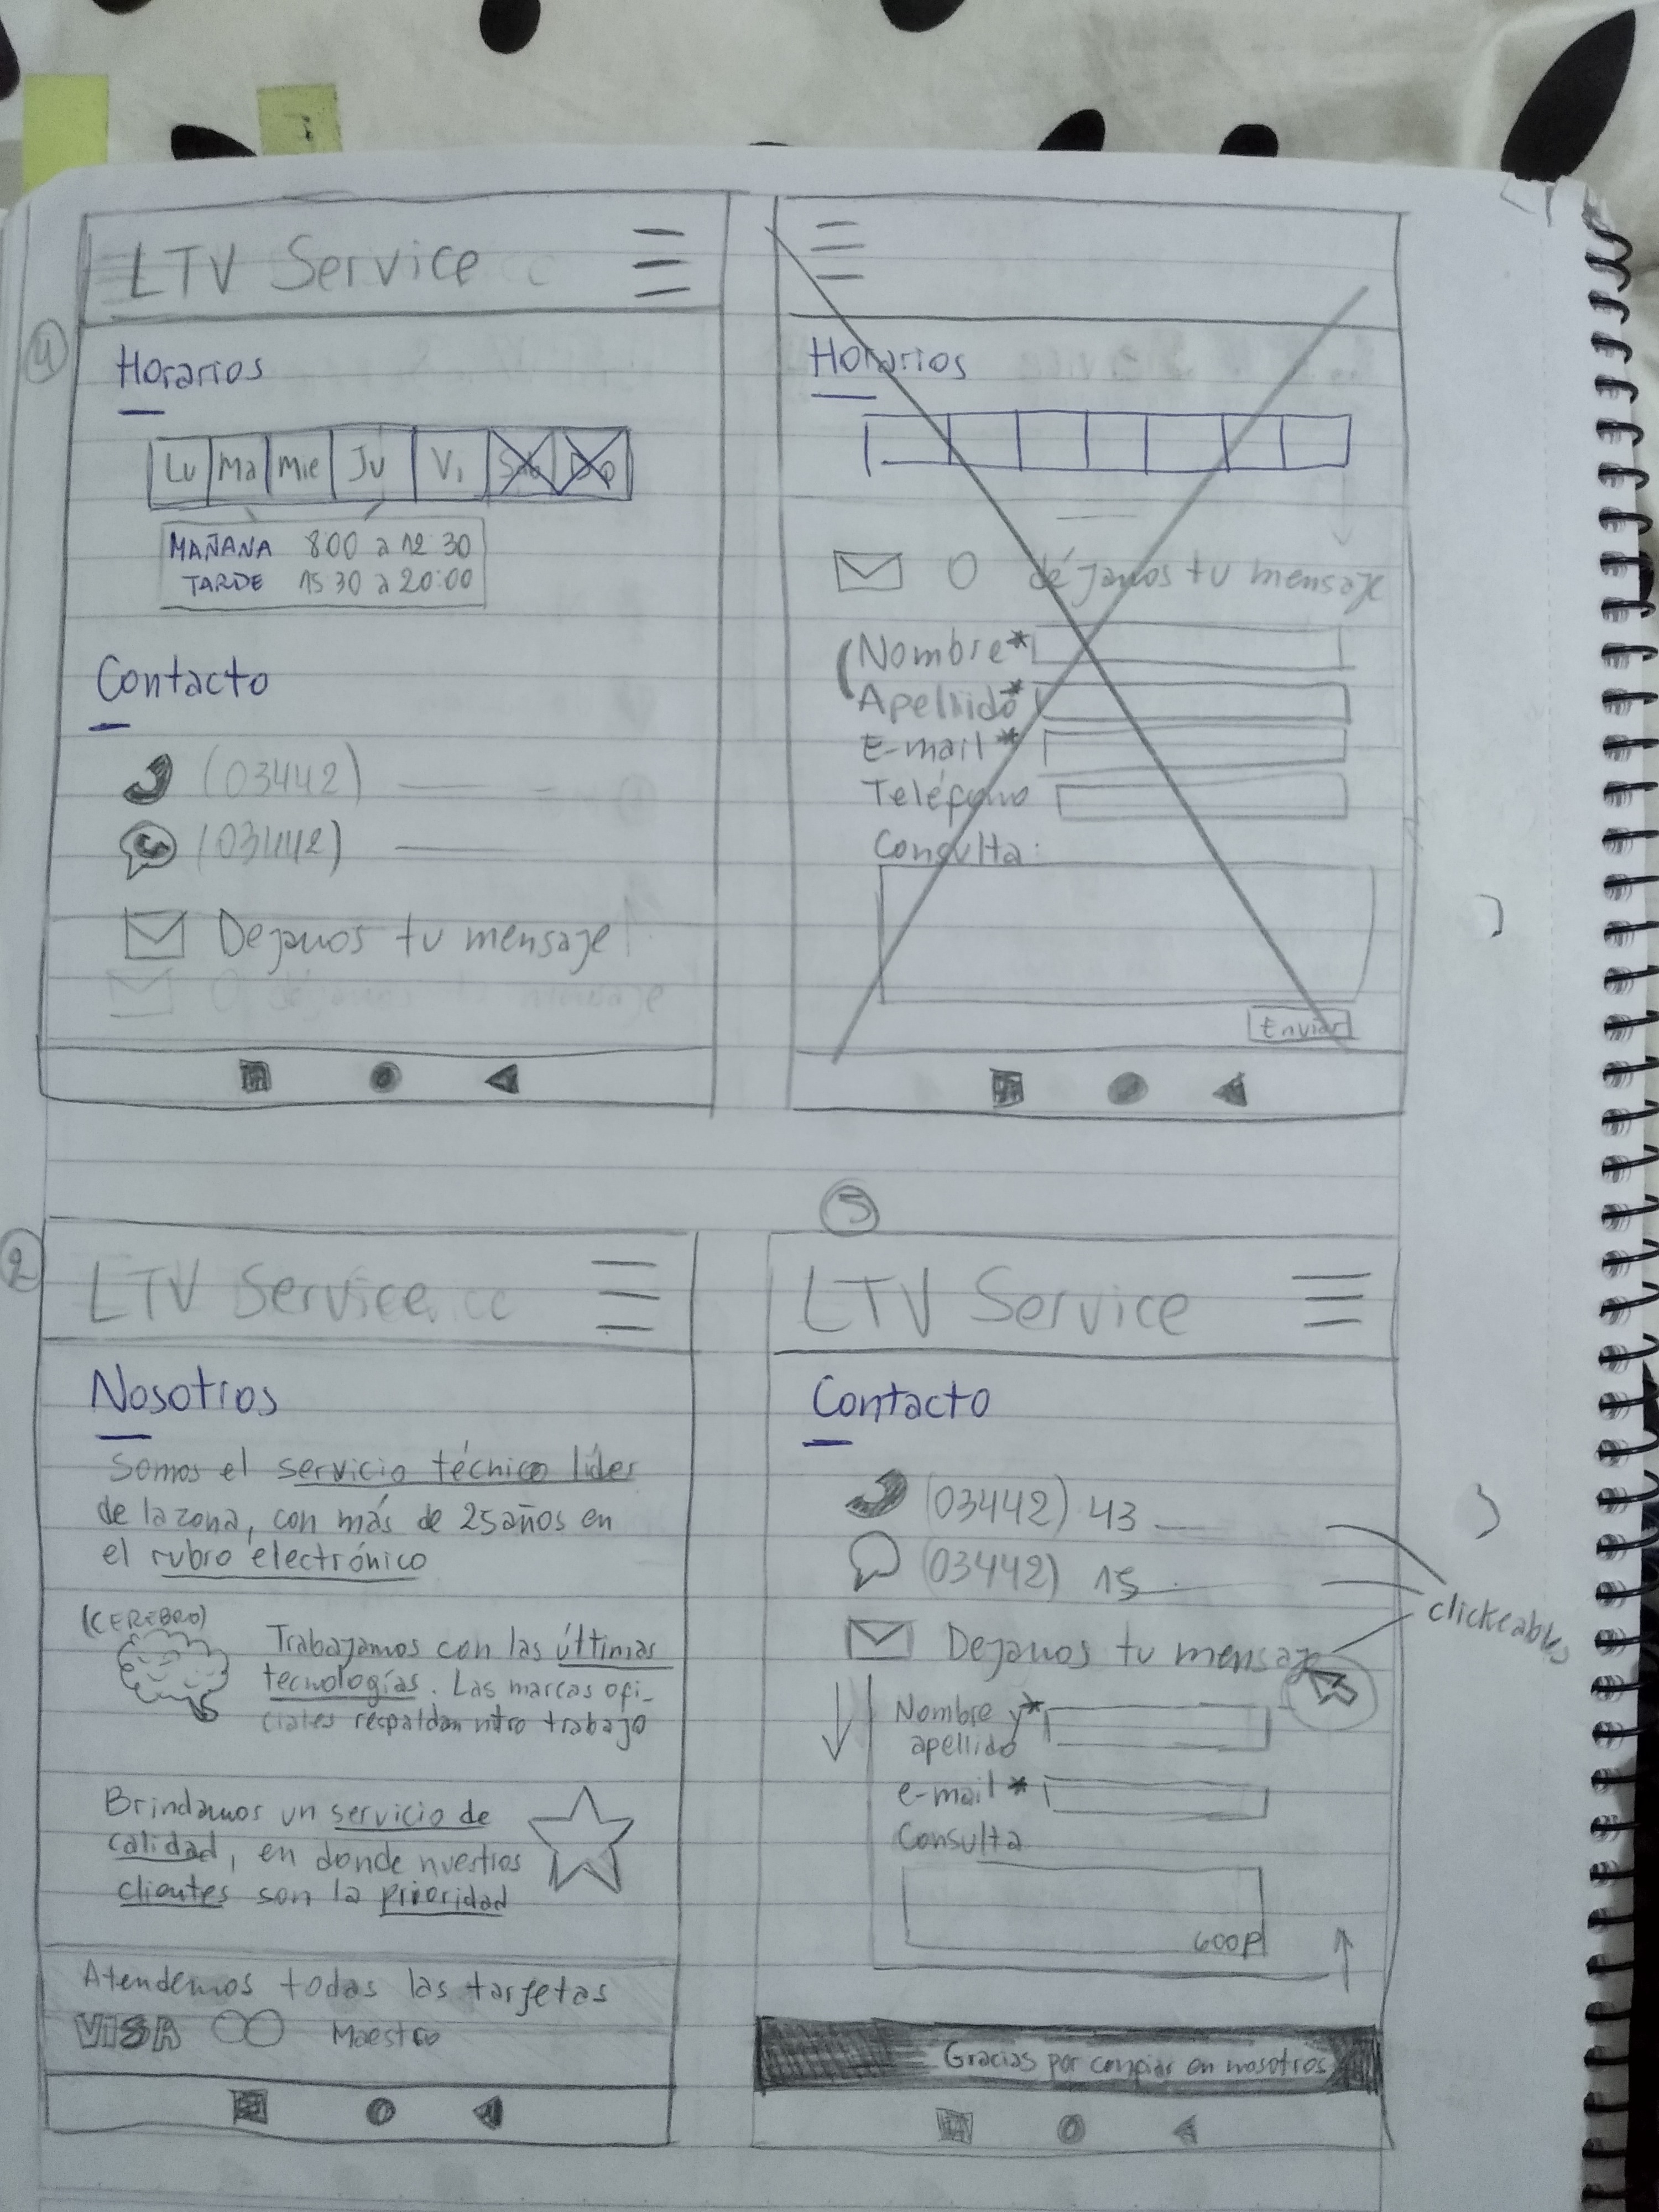 4
LTV Service
Horarios
Lu Ma Mie Ju Vi
MAÑANA 8 00 a 12 30
TARDE 15 30 a 20:00
Contacto
(03442)
(03442)
Dejanos tu mensaje
O déjanos tu mensaje
Horarios
O déjanos tu mensaje
Nombre*
Apellido*
E-mail*
Teléfono
Consulta:
Enviar
2
LTV Service
Nosotros
Somos el servicio técnico líder
de la zona, con más de 25 años en
el rubro electrónico
(CEREBRO)
Trabajamos con las últimas
tecnologías. Las marcas ofi-
ciales respaldan ntro trabajo
Brindamos un servicio de
calidad, en donde nuestros
clientes son la prioridad
Atendemos todas las tarjetas
VISA Maestro
5
LTV Service
Contacto
(03442) 43
(03442) 15
Dejanos tu mensaje
clickeables
Nombre y*
apellido
e-mail*
Consulta
600p
Gracias por confiar en nosotros